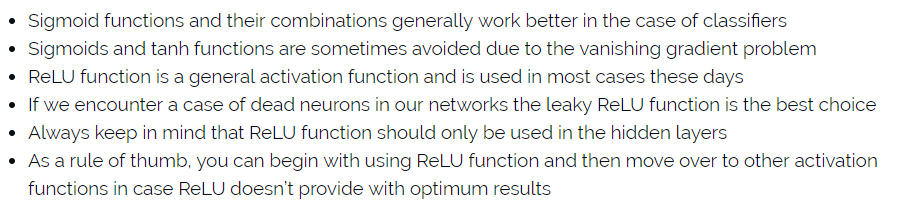 • Sigmoid functions and their combinations generally work better in the case of classifiers
• Sigmoids and tanh functions are sometimes avoided due to the vanishing gradient problem
• ReLU function is a general activation function and is used in most cases these days
• If we encounter a case of dead neurons in our networks the leaky ReLU function is the best choice
• Always keep in mind that ReLU function should only be used in the hidden layers
• As a rule of thumb, you can begin with using ReLU function and then move over to other activation
functions in case ReLU doesn't provide with optimum results